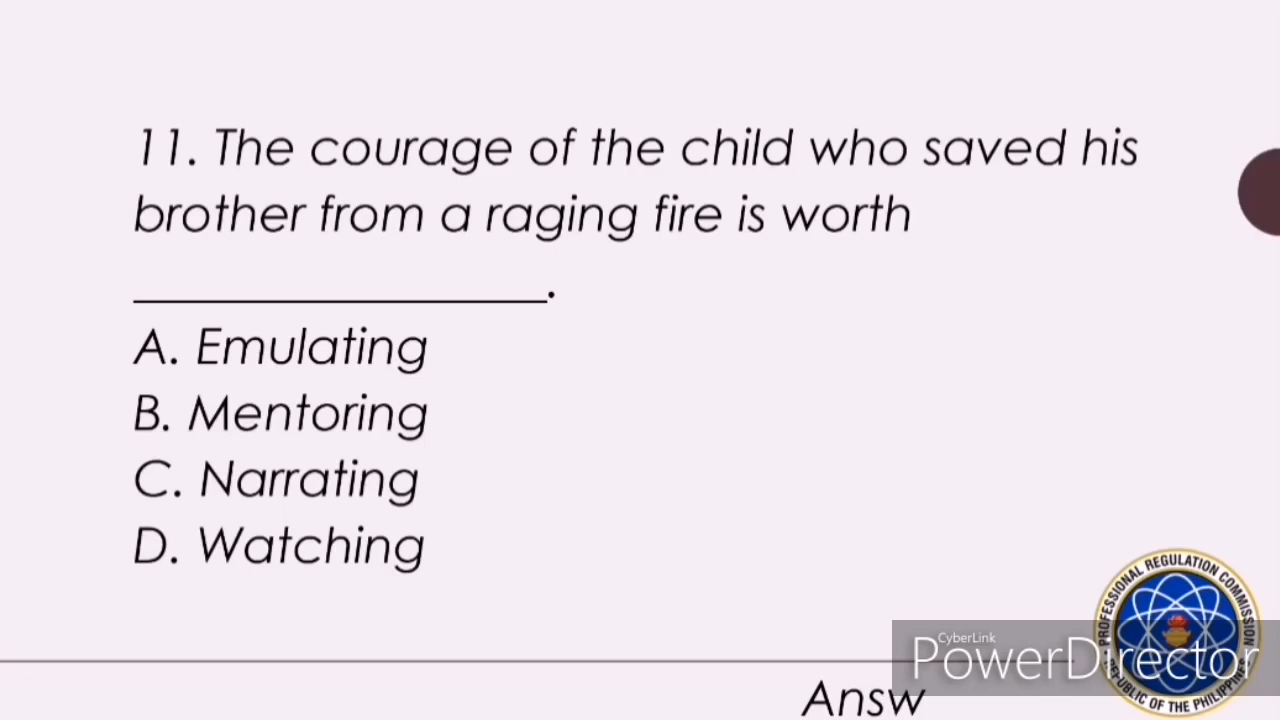 11. The courage of the child who saved his
brother from a raging fire is worth
________________.
A. Emulating
B. Mentoring
C. Narrating
D. Watching
PROFESSIONAL REGULATION COMMISSION
REPUBLIC OF THE PHILIPPINES
CyberLink
PowerDirector
Answ